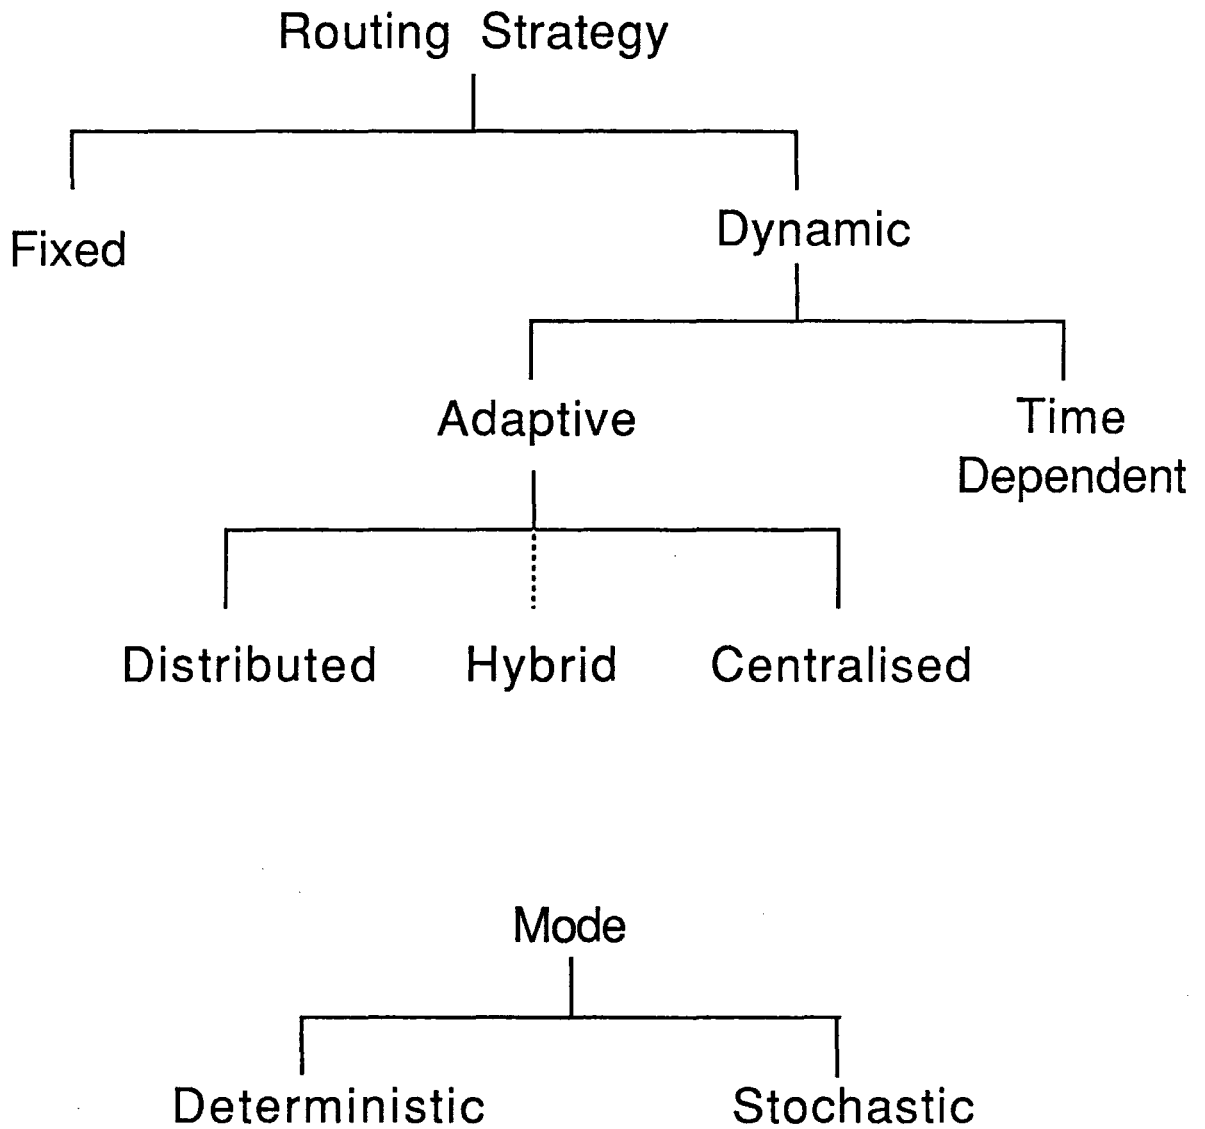 Routing Strategy
Fixed
Dynamic
Adaptive
Time
Dependent
Distributed
Hybrid
Centralised
Mode
Deterministic
Stochastic